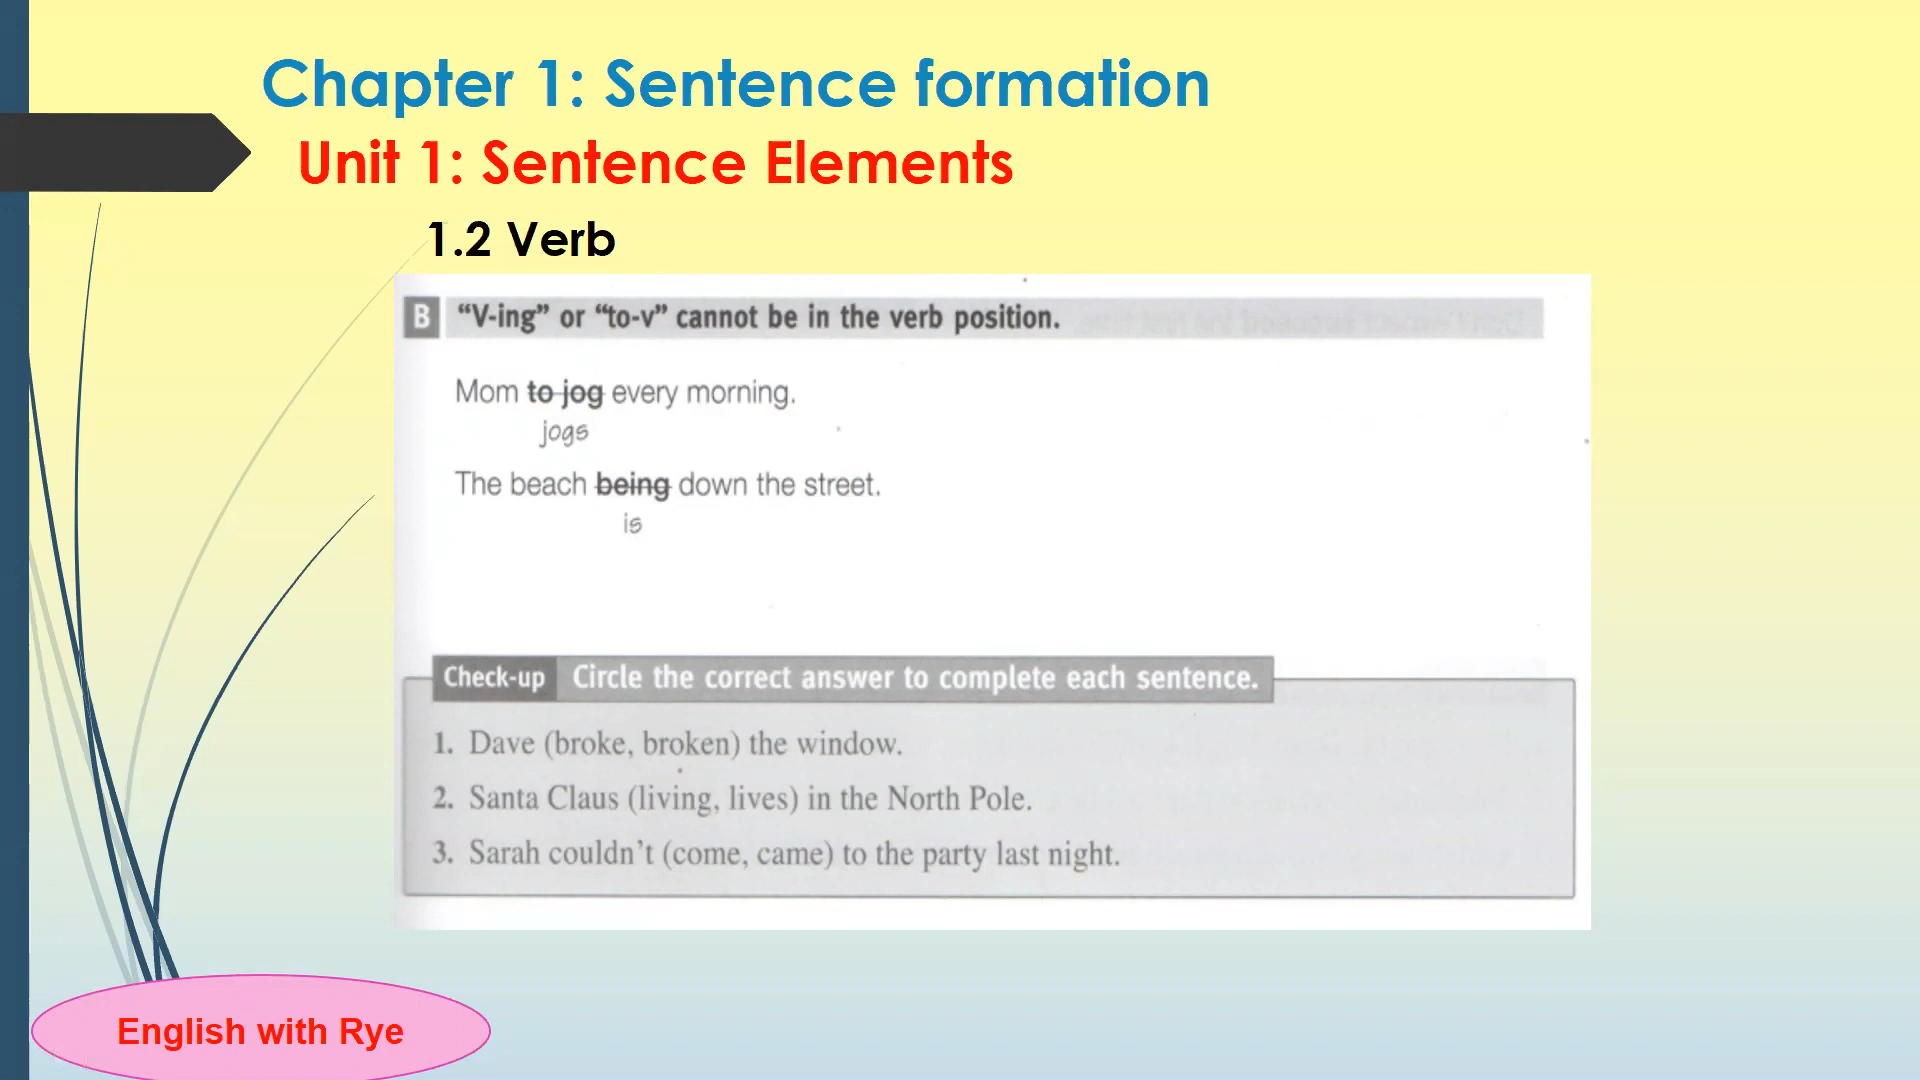 Chapter 1: Sentence formation
Unit 1: Sentence Elements
1.2 Verb
B “V-ing” or “to-v” cannot be in the verb position.
Mom to jog every morning.
jogs
The beach being down the street.
is
Check-up Circle the correct answer to complete each sentence.
1. Dave (broke, broken) the window.
2. Santa Claus (living, lives) in the North Pole.
3. Sarah couldn’t (come, came) to the party last night.
English with Rye